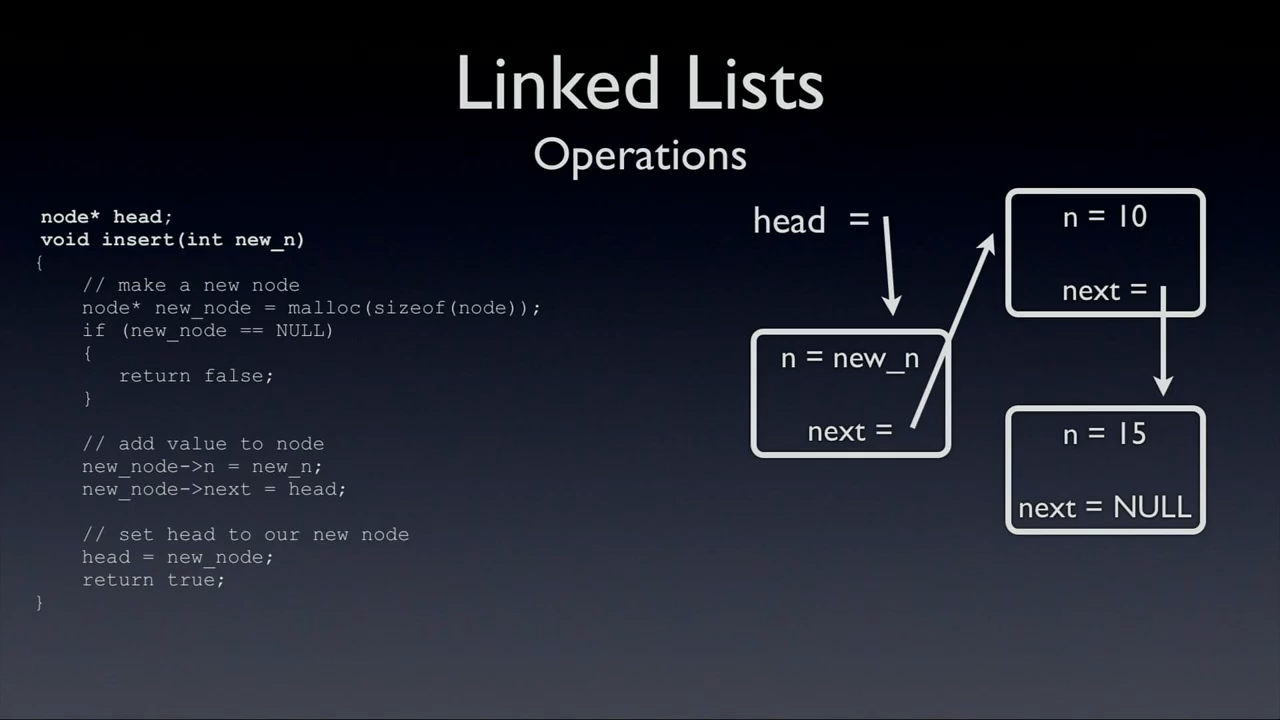 Linked Lists
Operations
node* head;
void insert(int new_n)
{
// make a new node
node* new_node = malloc(sizeof(node));
if (new_node == NULL)
{
return false;
}
// add value to node
new_node->n = new_n;
new_node->next = head;
// set head to our new node
head = new_node;
return true;
}
head =
n = new_n
next =
n = 10
next =
n = 15
next = NULL